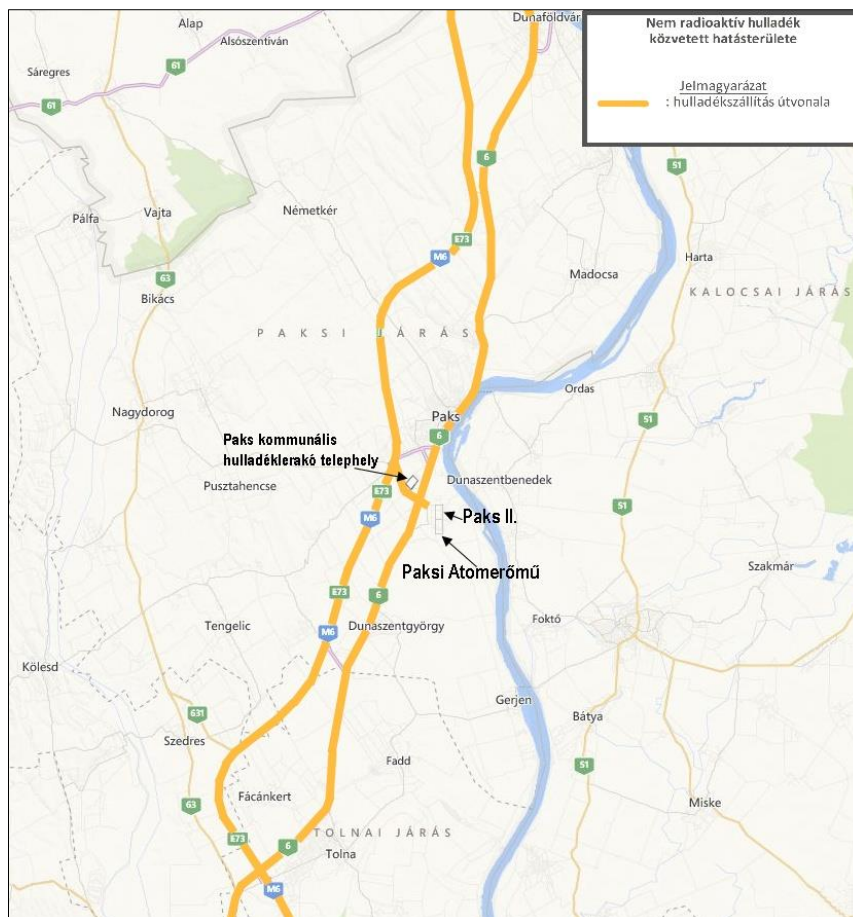 Nem radioaktív hulladék
közvetett hatásterülete
Jelmagyarázat
: hulladékszállítás útvonala
Alap
Dunaföldvár
Alsószentiván
61
6
51
Sáregres
61
6
51
Németkér
Vajta
Pálfa
E73
Harta
M6
63
Madocsa
Bikács
KALOCSAI JÁRÁS
PAKSI JÁRÁS
Ordas
Nagydorog
Paks
51
6
Paks kommunális
hulladéklerakó telephely
Pusztahencse
Dunaszentbenedek
E73
51
M6
Paks II.
Paksi Atomerőmű
Szakmár
E73
6
Tengelic
Dunaszentgyörgy
Foktő
M6
Kölesd
Gerjen
631
Bátya
Szedres
Fadd
51
Fácánkert
63
Miske
E73
6
TOLNAI JÁRÁS
Tolna
M6